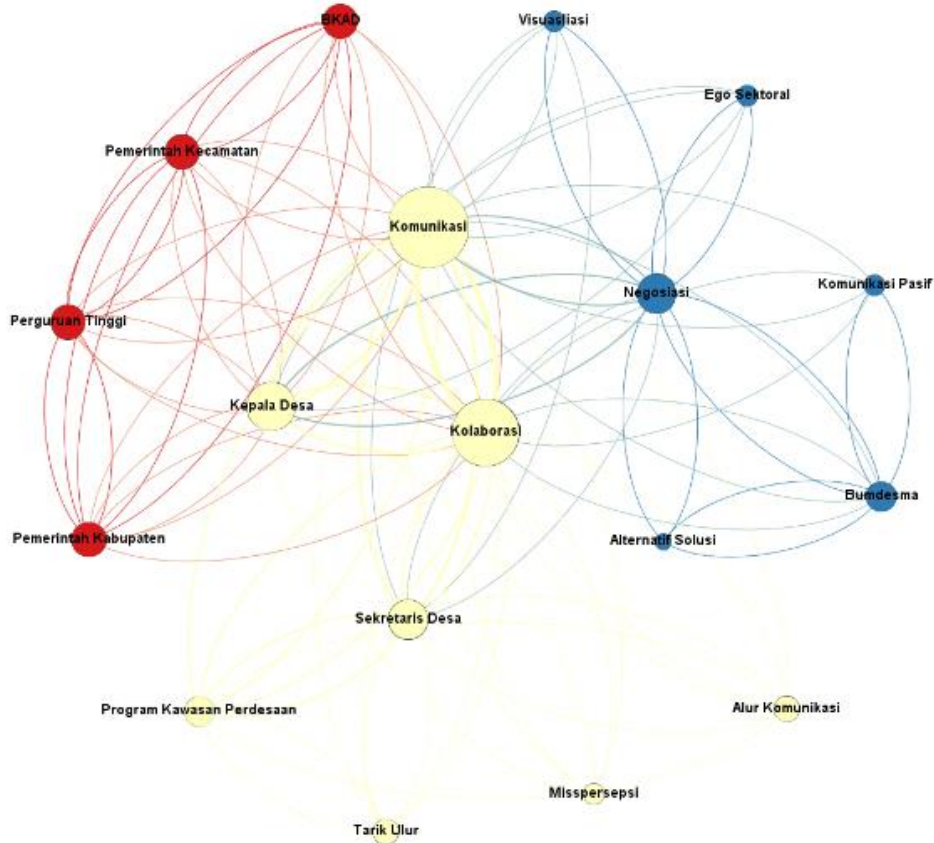 BKAD
Visuasliasi
Ego Sektoral
Pemerintah Kecamatan
Komunikasi
Komunikasi Pasif
Negosiasi
Perguruan Tinggi
Kepala Desa
Kolaborasi
Bumdesma
Pemerintah Kabupaten
Alternatif Solusi
Sekretaris Desa
Program Kawasan Perdesaan
Alur Komunikasi
Misspersepsi
Tarik Ulur